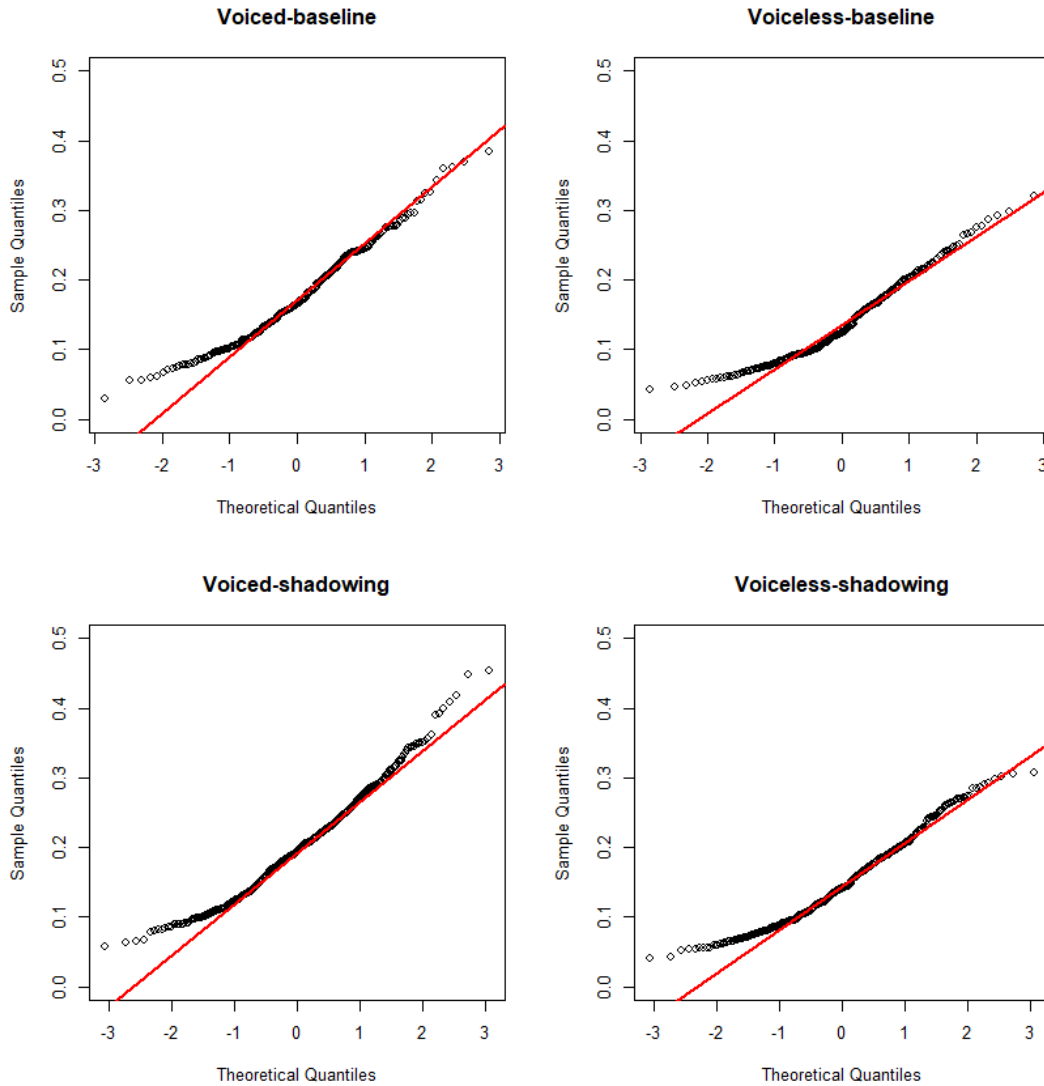 Voiced-baseline
Sample Quantiles
0.5
0.4
0.3
0.2
0.1
0.0
-3 -2 -1 0 1 2 3
Theoretical Quantiles
Voiceless-baseline
Sample Quantiles
0.5
0.4
0.3
0.2
0.1
0.0
-3 -2 -1 0 1 2 3
Theoretical Quantiles
Voiced-shadowing
Sample Quantiles
0.5
0.4
0.3
0.2
0.1
0.0
-3 -2 -1 0 1 2 3
Theoretical Quantiles
Voiceless-shadowing
Sample Quantiles
0.5
0.4
0.3
0.2
0.1
0.0
-3 -2 -1 0 1 2 3
Theoretical Quantiles